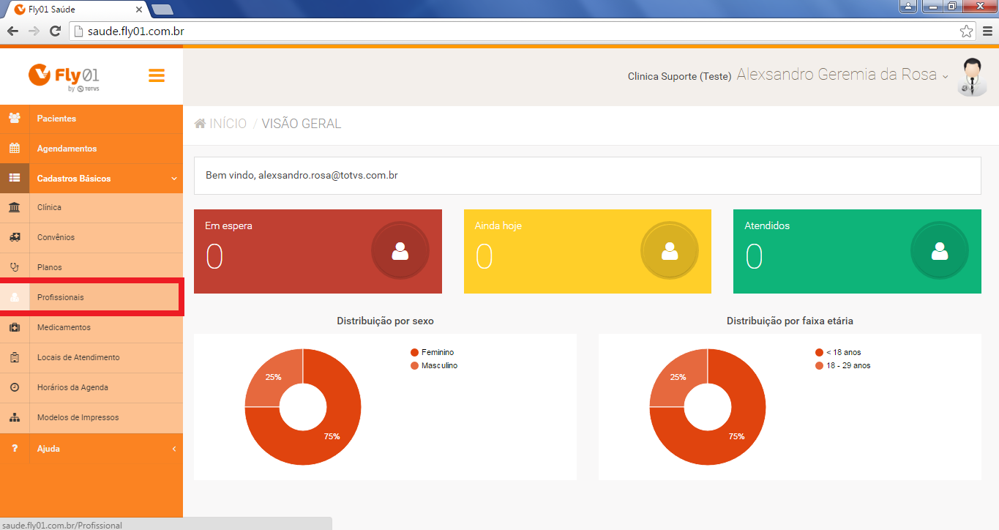 Fly01 Saúde
saude.fly01.com.br
Fly01
by TOTVS
Clinica Suporte (Teste) Alexsandro Geremia da Rosa
Pacientes
Agendamentos
Cadastros Básicos
Clínica
Convênios
Planos
Profissionais
Medicamentos
Locais de Atendimento
Horários da Agenda
Modelos de Impressos
? Ajuda
INÍCIO / VISÃO GERAL
Bem vindo, alexsandro.rosa@totvs.com.br
Em espera
0
Ainda hoje
0
Atendidos
0
Distribuição por sexo
Feminino
Masculino
25%
75%
Distribuição por faixa etária
< 18 anos
18 - 29 anos
25%
75%
saude.fly01.com.br/Profissional